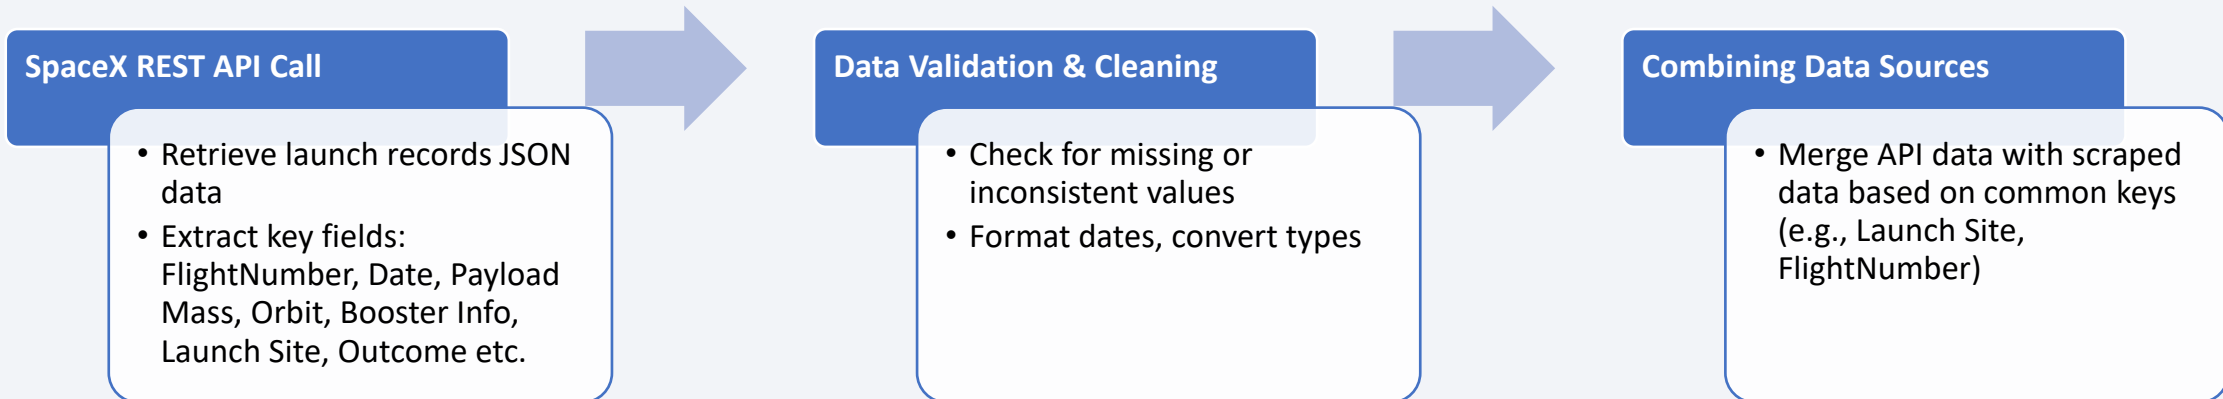 SpaceX REST API Call
• Retrieve launch records JSON
data
• Extract key fields:
FlightNumber, Date, Payload
Mass, Orbit, Booster Info,
Launch Site, Outcome etc.
Data Validation & Cleaning
• Check for missing or
inconsistent values
• Format dates, convert types
Combining Data Sources
• Merge API data with scraped
data based on common keys
(e.g., Launch Site,
FlightNumber)